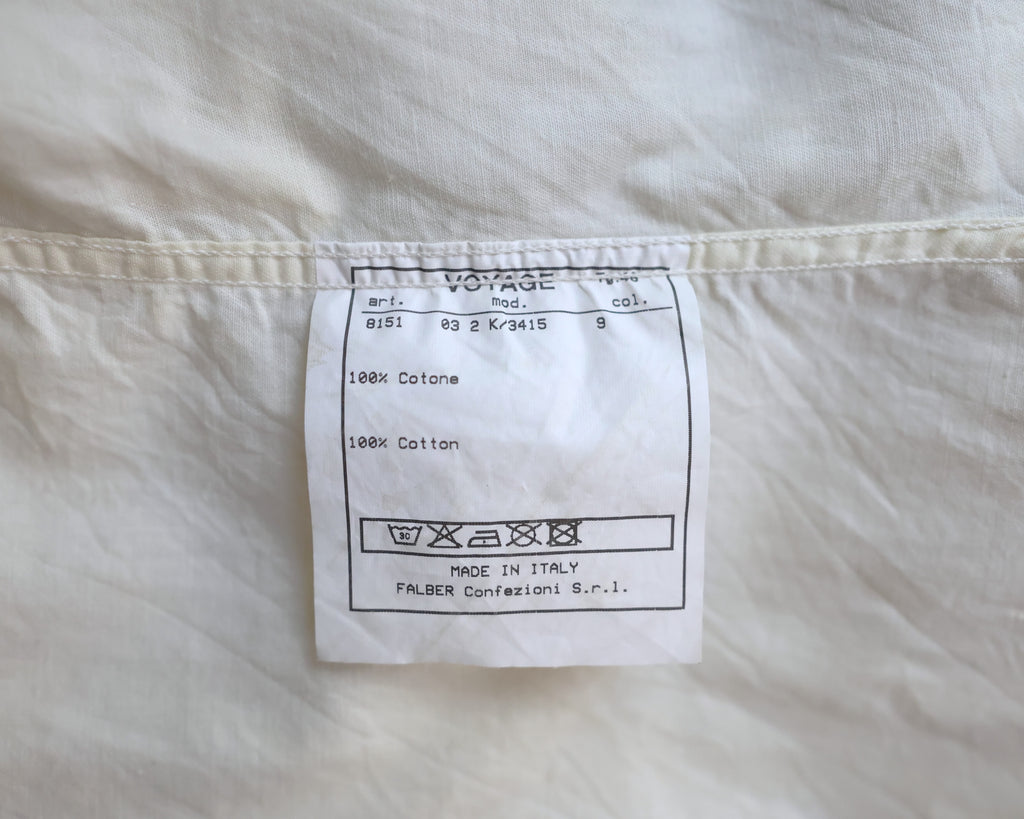 VOYAGE
art. mod. col.
8151 03 2 K/3415 9
100% Cotone
100% Cotton
30
MADE IN ITALY
FALBER Confezioni S.r.l.